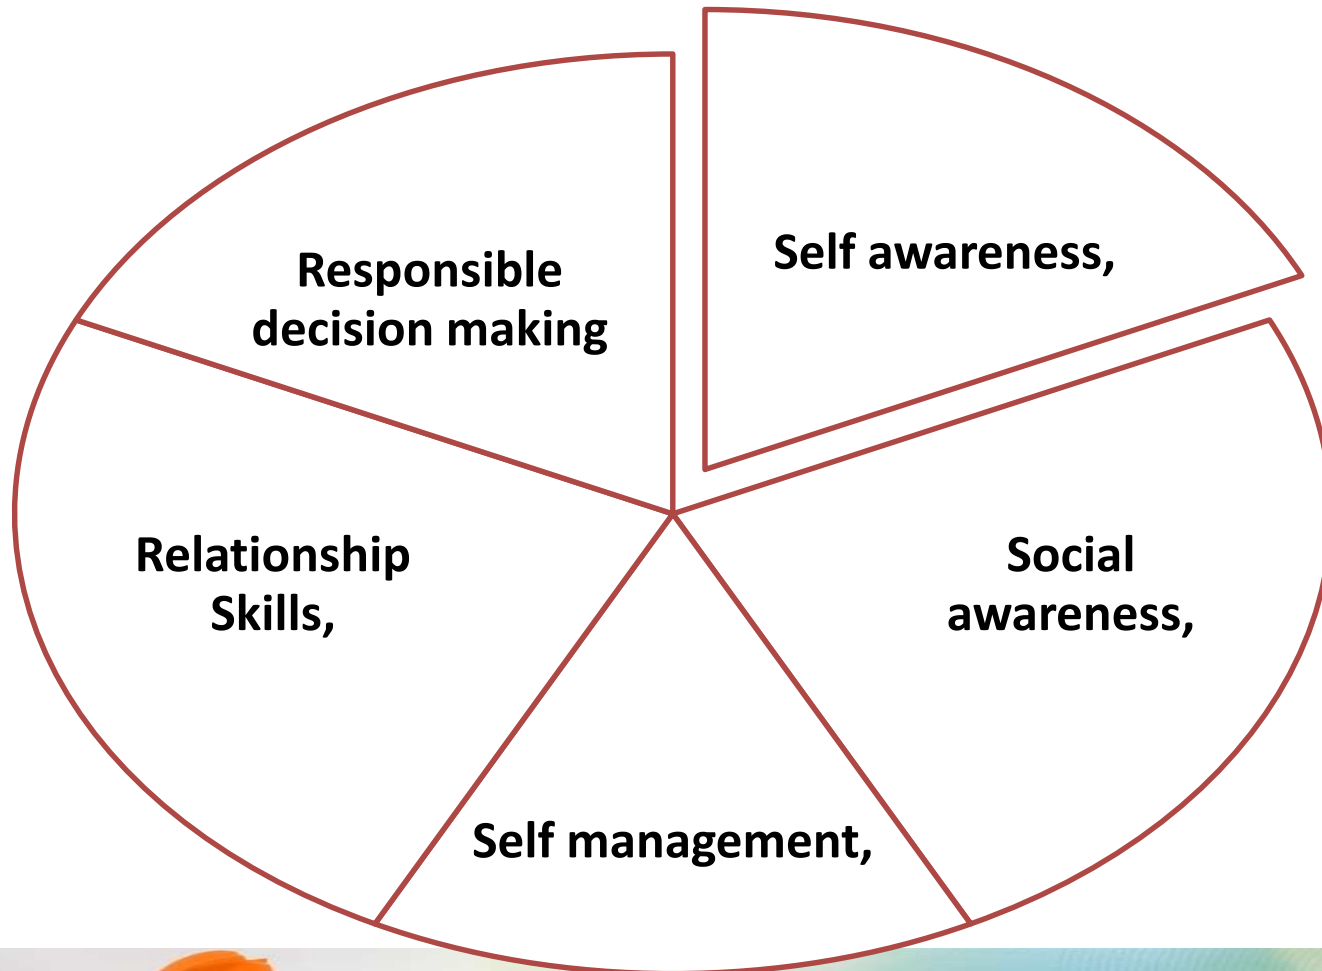 Self awareness,
Responsible
decision making
Social
awareness,
Relationship
Skills,
Self management,